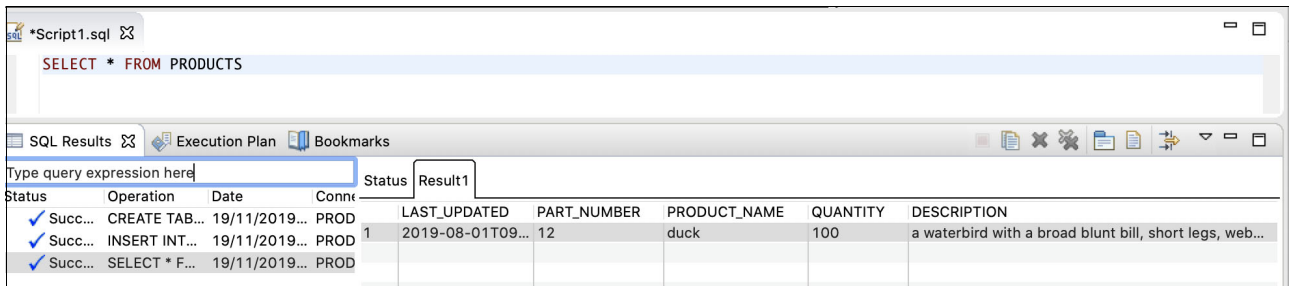 *Script1.sql
SELECT * FROM PRODUCTS
SQL Results Execution Plan Bookmarks
Type query expression here
Status Operation Date Conne
Succ... CREATE TAB... 19/11/2019... PROD
Succ... INSERT INT... 19/11/2019... PROD
Succ... SELECT * F... 19/11/2019... PROD
Status Result1
LAST_UPDATED PART_NUMBER PRODUCT_NAME QUANTITY DESCRIPTION
1 2019-08-01T09... 12 duck 100 a waterbird with a broad blunt bill, short legs, web...